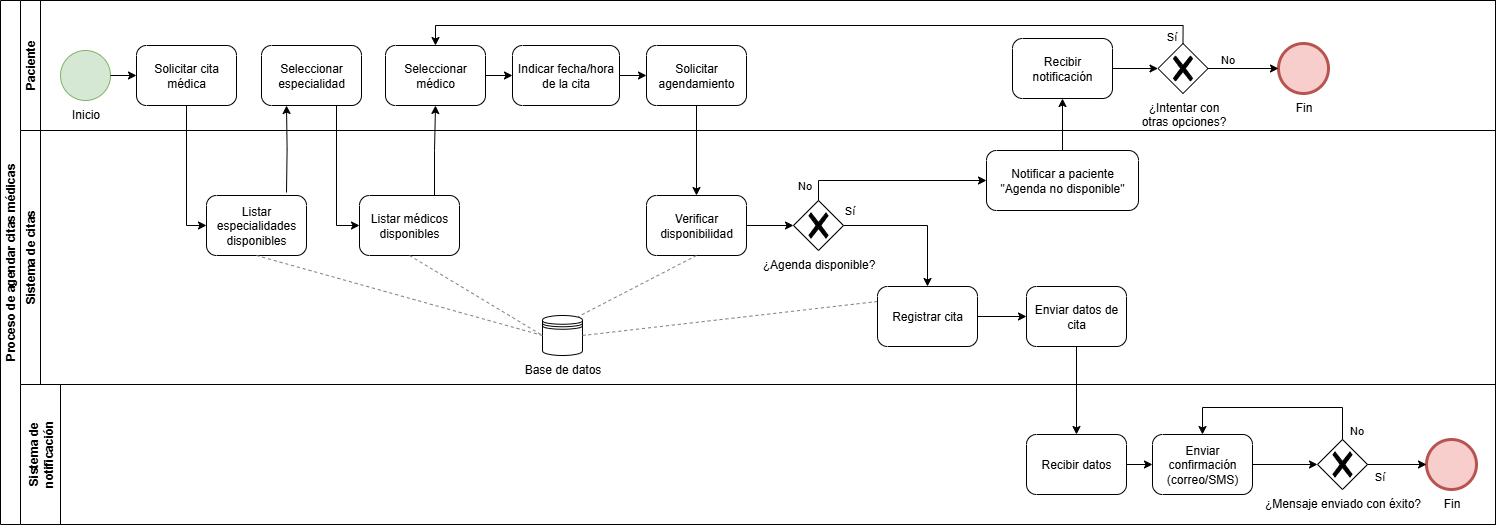 Proceso de agendar citas médicas
Paciente
Inicio
Solicitar cita
médica
Seleccionar
especialidad
Seleccionar
médico
Indicar fecha/hora
de la cita
Solicitar
agendamiento
Recibir
notificación
Sí
No
¿Intentar con
otras opciones?
Fin
Sistema de citas
Listar
especialidades
disponibles
Listar médicos
disponibles
Verificar
disponibilidad
No
Sí
¿Agenda disponible?
Notificar a paciente
"Agenda no disponible"
Registrar cita
Enviar datos de
cita
Base de datos
Sistema de
notificación
Recibir datos
Enviar
confirmación
(correo/SMS)
No
Sí
¿Mensaje enviado con éxito?
Fin